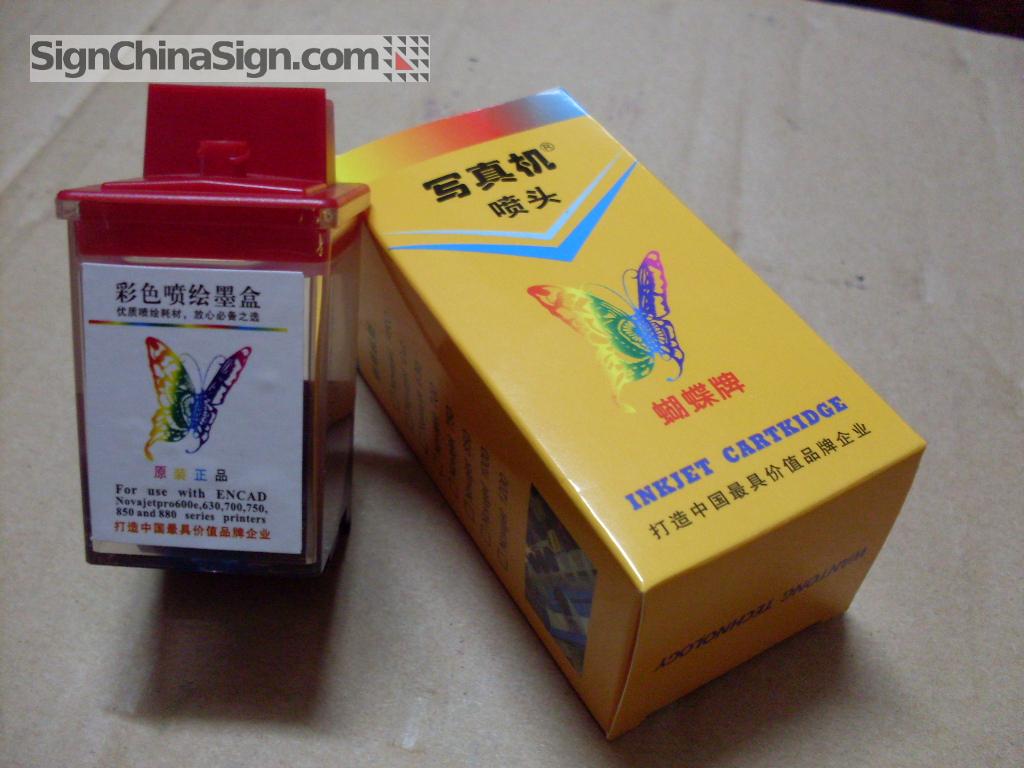 SignChinaSign.com
彩色喷绘墨盒
优质喷绘耗材，放心必备之选
原装正品
For use with ENCAD
Novajetpro600e,630,700,750,
850 and 880 series printers
打造中国最具价值品牌企业
写真机®
喷头
蝴蝶牌
INKJET CARTKIDGE
打造中国最具价值品牌企业
WANTONG TECHNOLOGY